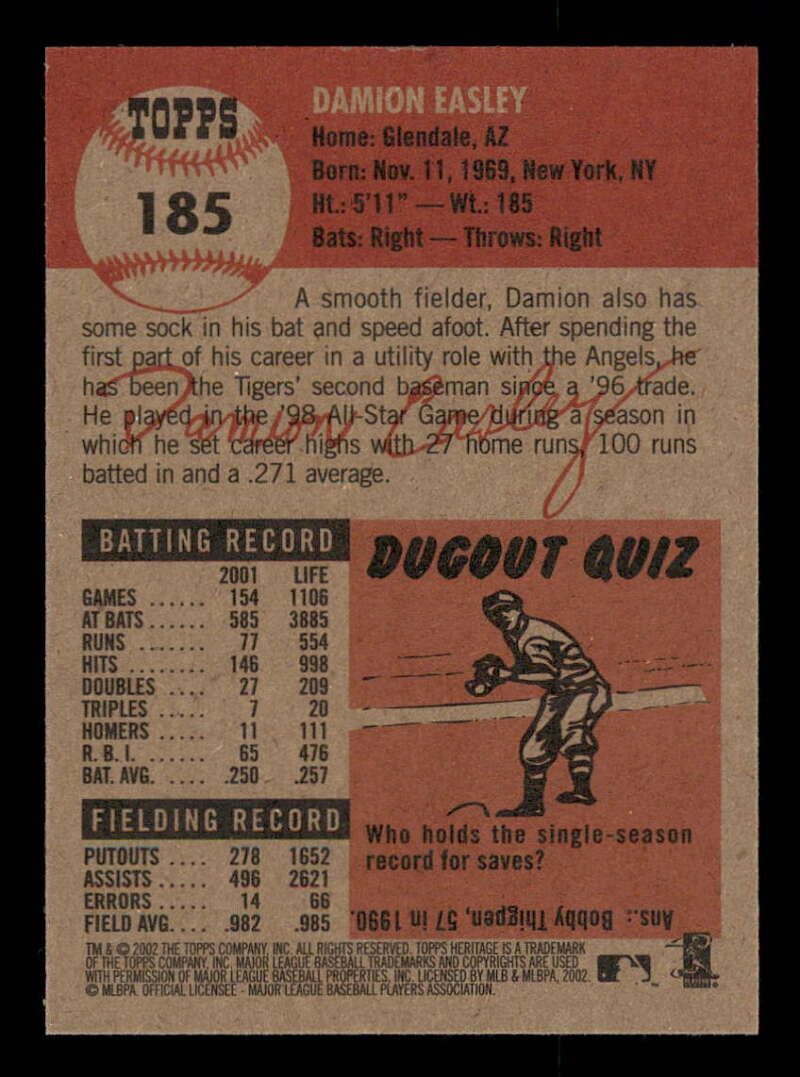 TOPPS
185
DAMION EASLEY
Home: Glendale, AZ
Born: Nov. 11, 1969, New York, NY
Ht.: 5'11" — Wt.: 185
Bats: Right — Throws: Right
A smooth fielder, Damion also has
some sock in his bat and speed afoot. After spending the
first part of his career in a utility role with the Angels, he
has been the Tigers' second baseman since a '96 trade.
He played in the '98 All-Star Game during a season in
which he set career highs with 27 home runs, 100 runs
batted in and a .271 average.
Damion Easley
BATTING RECORD
2001 LIFE
GAMES ...... 154 1106
AT BATS ...... 585 3885
RUNS ....... 77 554
HITS ........ 146 998
DOUBLES .... 27 209
TRIPLES ..... 7 20
HOMERS ..... 11 111
R. B. I. ...... 65 476
BAT. AVG. .... .250 .257
FIELDING RECORD
PUTOUTS .... 278 1652
ASSISTS ..... 496 2621
ERRORS ..... 14 66
FIELD AVG. ... .982 .985
DUGOUT QUIZ
Who holds the single-season
record for saves?
Ans.: Bobby Thigpen, 57 in 1990.
TM & © 2002 THE TOPPS COMPANY, INC. ALL RIGHTS RESERVED. TOPPS HERITAGE IS A TRADEMARK
OF THE TOPPS COMPANY, INC. MAJOR LEAGUE BASEBALL TRADEMARKS AND COPYRIGHTS ARE USED
WITH PERMISSION OF MAJOR LEAGUE BASEBALL PROPERTIES, INC. LICENSED BY MLB & MLBPA, 2002.
© MLBPA. OFFICIAL LICENSEE - MAJOR LEAGUE BASEBALL PLAYERS ASSOCIATION.